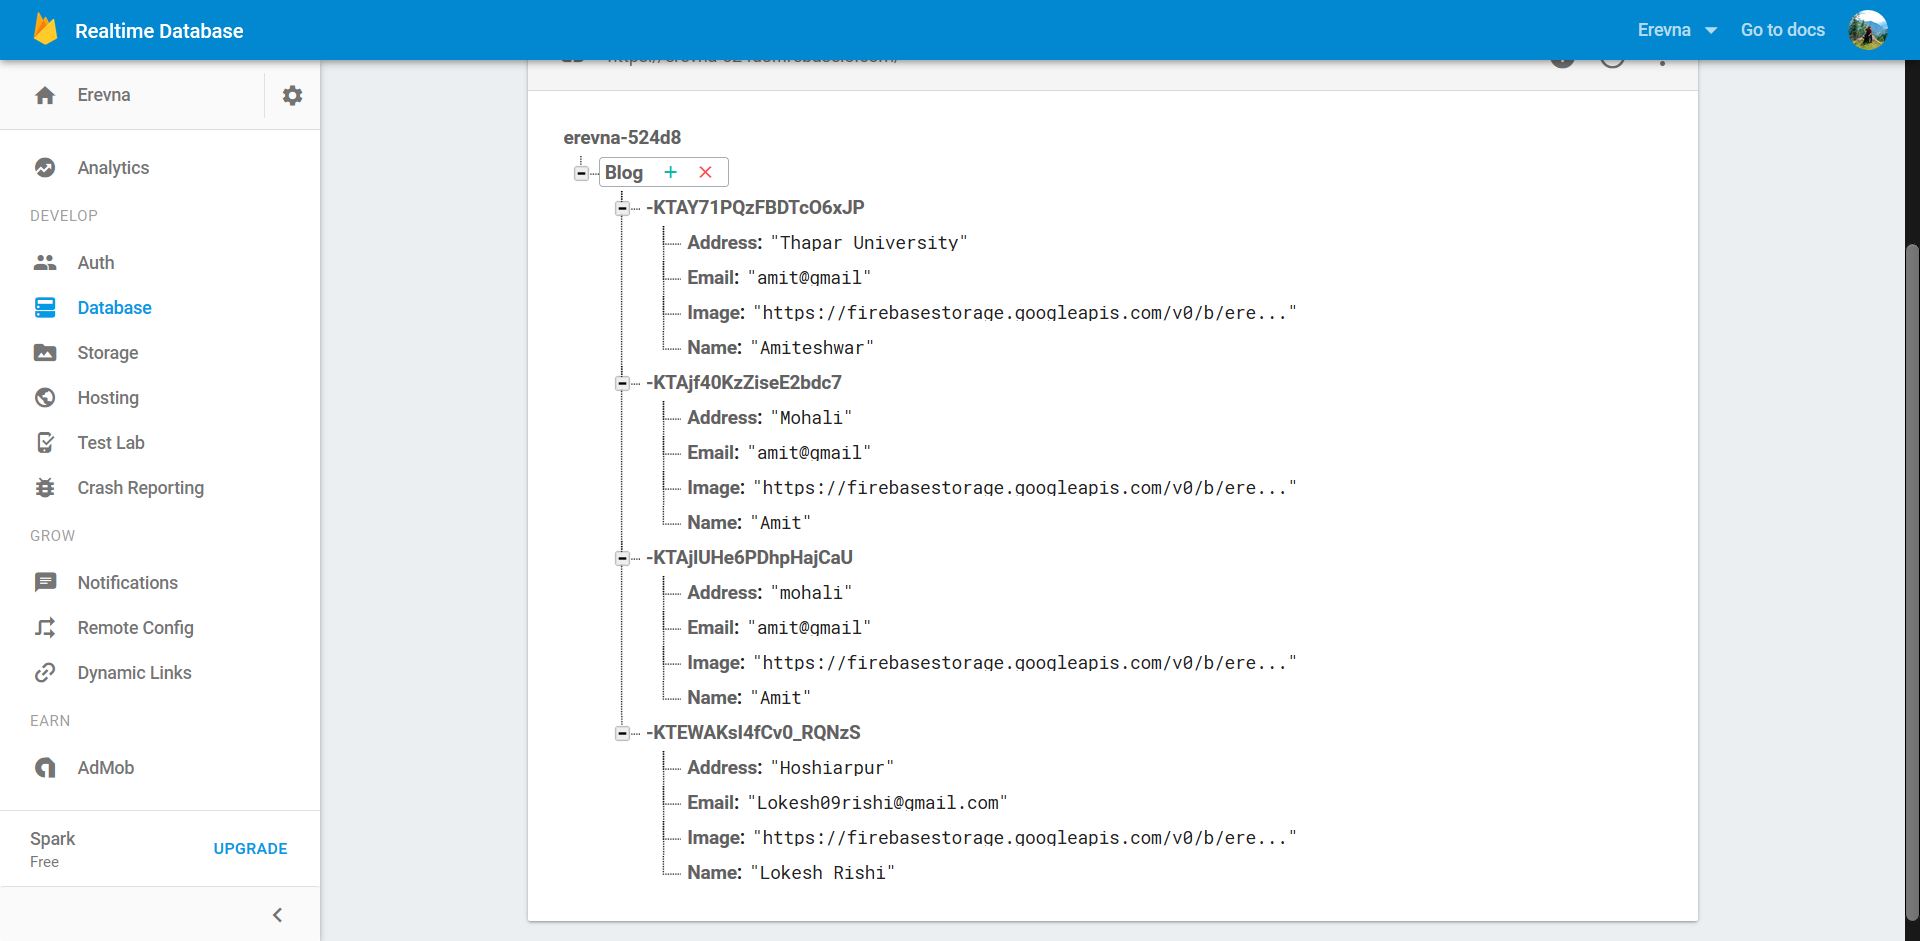 Realtime Database
Erevna
Go to docs
Erevna
Analytics
DEVELOP
Auth
Database
Storage
Hosting
Test Lab
Crash Reporting
GROW
Notifications
Remote Config
Dynamic Links
EARN
AdMob
Spark
Free
UPGRADE
erevna-524d8
Blog + ×
-KTAY71PQzFBDTcO6xJP
Address: "Thapar University"
Email: "amit@gmail"
Image: "https://firebasestorage.googleapis.com/v0/b/ere..."
Name: "Amiteshwar"
-KTAjf40KzZiseE2bdc7
Address: "Mohali"
Email: "amit@gmail"
Image: "https://firebasestorage.googleapis.com/v0/b/ere..."
Name: "Amit"
-KTAjlUHe6PDhpHajCaU
Address: "mohali"
Email: "amit@gmail"
Image: "https://firebasestorage.googleapis.com/v0/b/ere..."
Name: "Amit"
-KTEWAKsI4fCv0_RQNzS
Address: "Hoshiarpur"
Email: "Lokesh09rishi@gmail.com"
Image: "https://firebasestorage.googleapis.com/v0/b/ere..."
Name: "Lokesh Rishi"